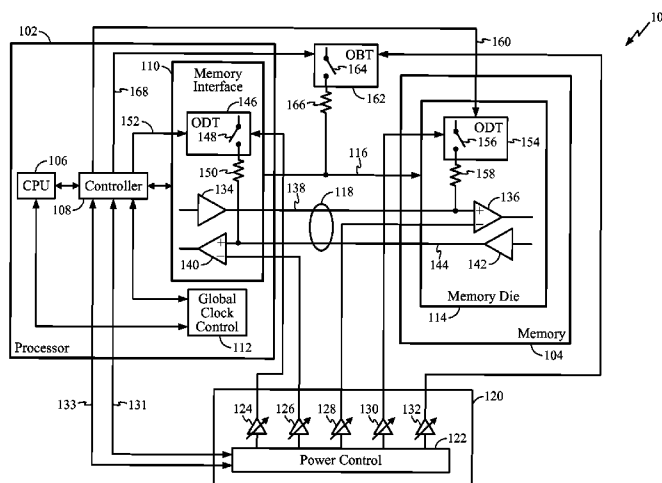 102
168
110
Memory
Interface
146
ODT
148
152
150
106
CPU
Controller
108
134
138
140
+
−
118
Global
Clock
Control
112
Processor
OBT
164
162
166
116
160
10
ODT
156
154
158
136
+
142
144
Memory Die
114
Memory
104
133
131
120
124
126
128
130
132
122
Power Control